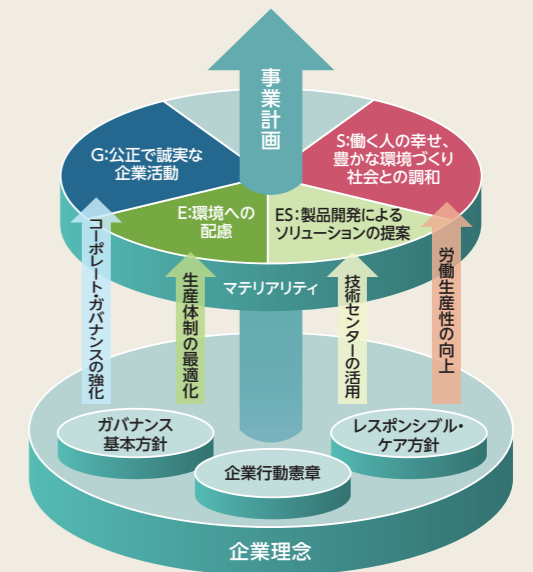 事業計画
G:公正で誠実な
企業活動
S:働く人の幸せ、
豊かな環境づくり
社会との調和
E:環境への
配慮
ES:製品開発による
ソリューションの提案
マテリアリティ
コーポレート・ガバナンスの強化
生産体制の最適化
技術センターの活用
労働生産性の向上
ガバナンス
基本方針
レスポンシブル・
ケア方針
企業行動憲章
企業理念